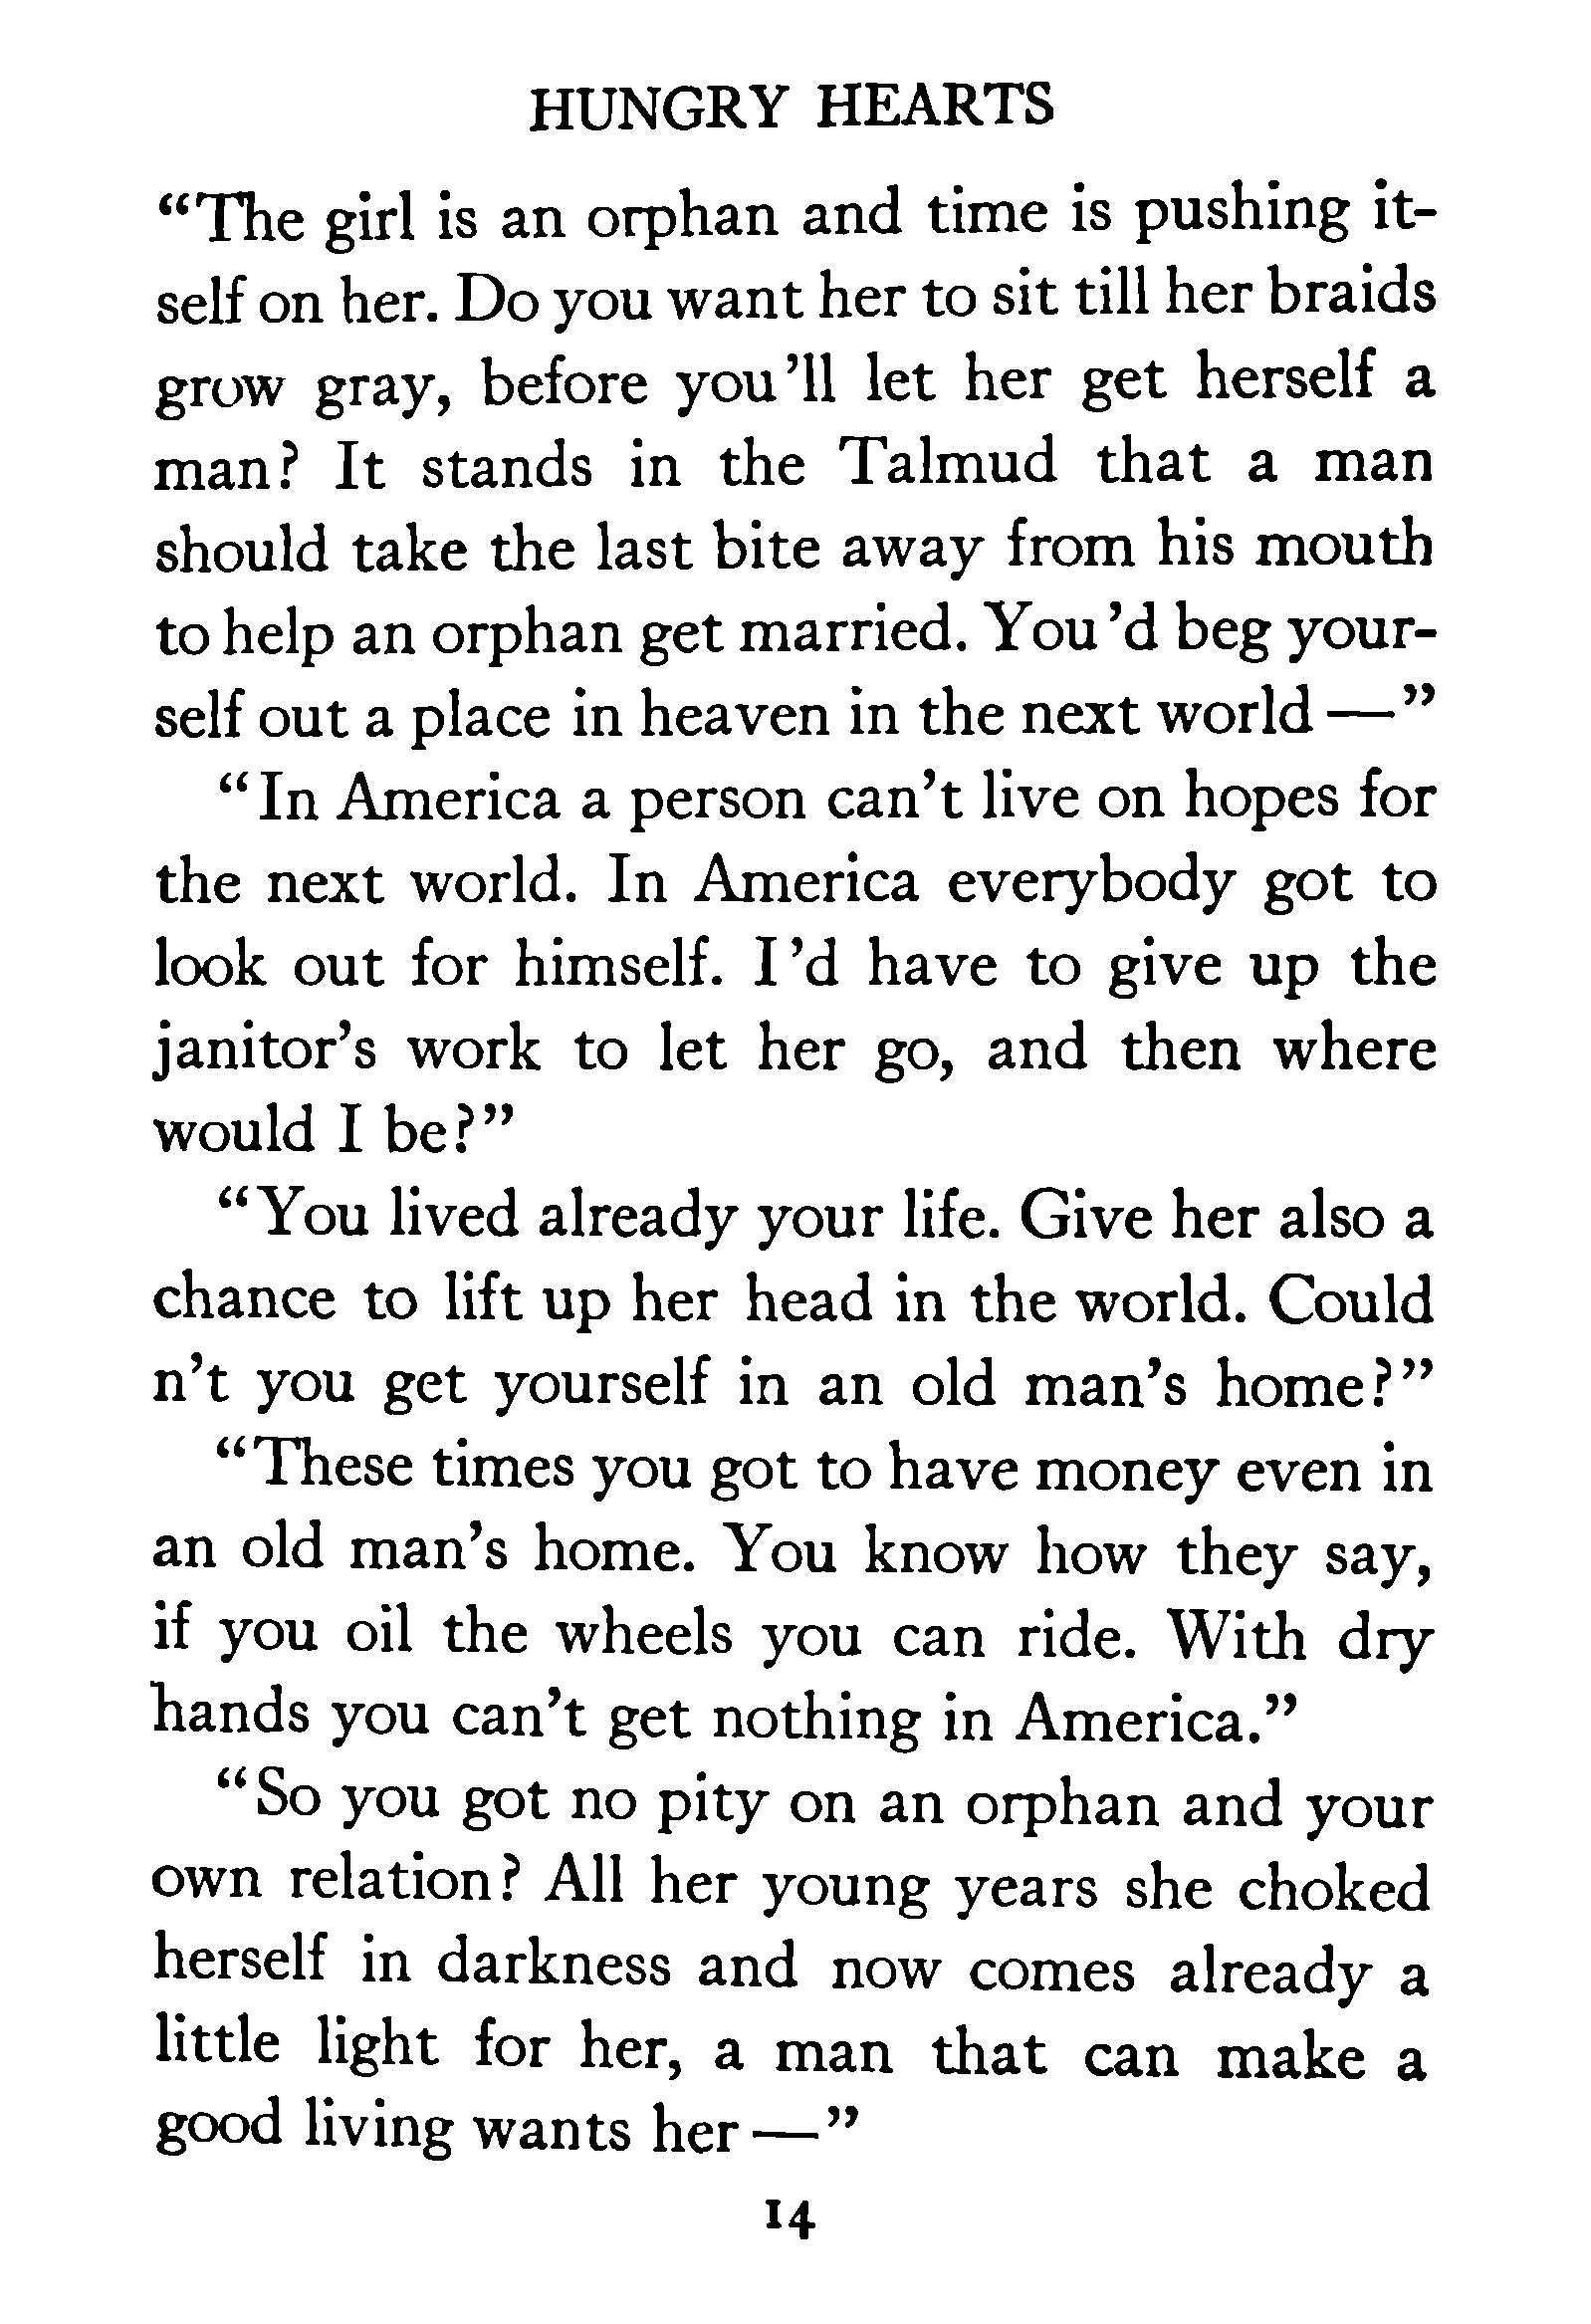 HUNGRY HEARTS
“The girl is an orphan and time is pushing it-
self on her. Do you want her to sit till her braids
grow gray, before you'll let her get herself a
man? It stands in the Talmud that a man
should take the last bite away from his mouth
to help an orphan get married. You'd beg your-
self out a place in heaven in the next world —”
“In America a person can't live on hopes for
the next world. In America everybody got to
look out for himself. I'd have to give up the
janitor's work to let her go, and then where
would I be?”
“You lived already your life. Give her also a
chance to lift up her head in the world. Could
n't you get yourself in an old man's home?”
“These times you got to have money even in
an old man's home. You know how they say,
if you oil the wheels you can ride. With dry
hands you can't get nothing in America.”
“So you got no pity on an orphan and your
own relation? All her young years she choked
herself in darkness and now comes already a
little light for her, a man that can make a
good living wants her —”
14